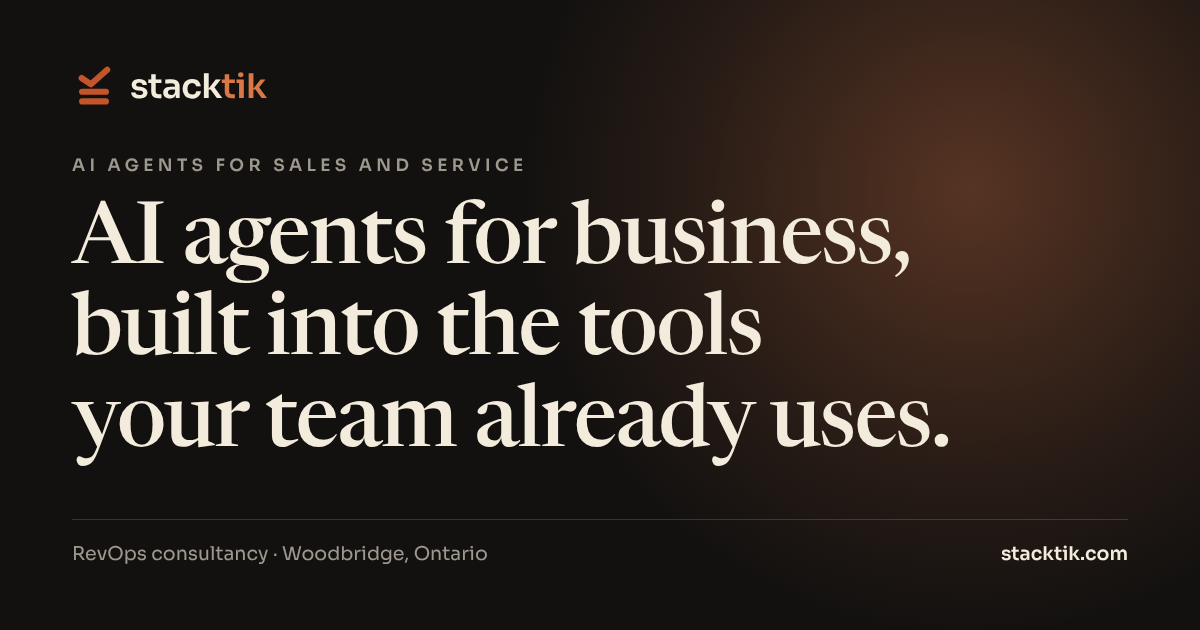 stacktik
AI AGENTS FOR SALES AND SERVICE
AI agents for business,
built into the tools
your team already uses.
RevOps consultancy · Woodbridge, Ontario
stacktik.com